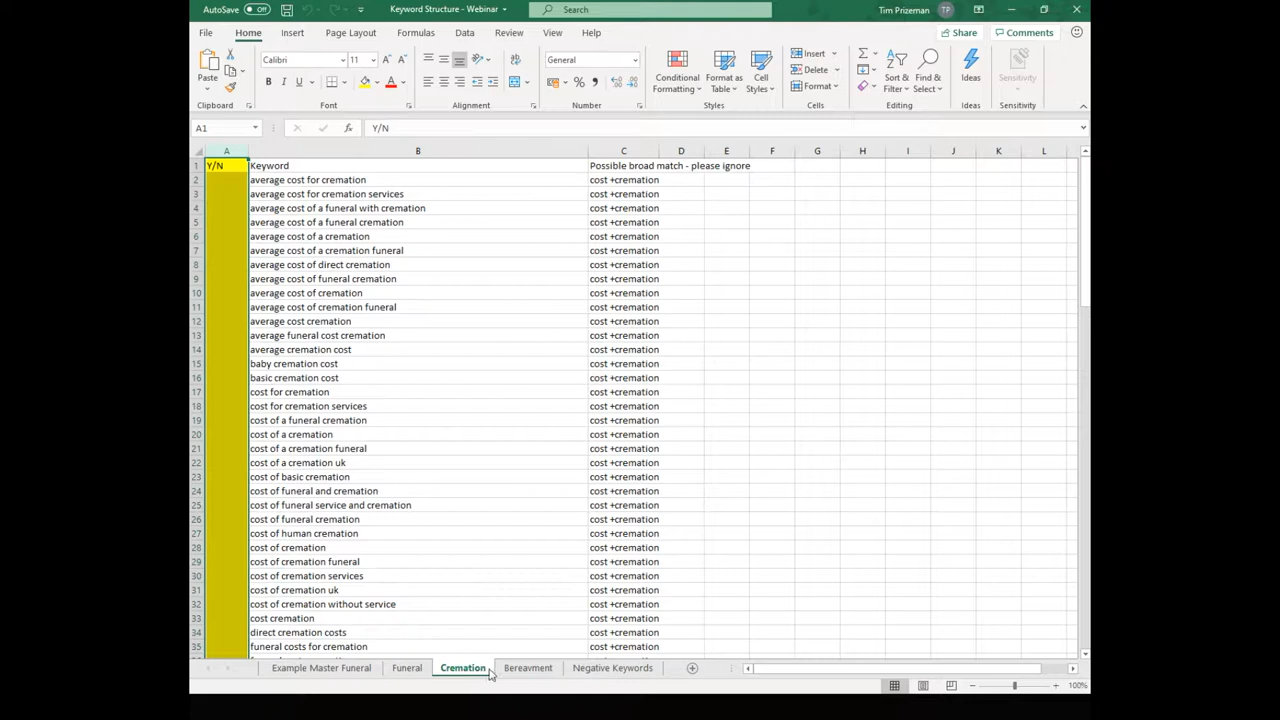 AutoSave Off Keyword Structure - Webinar Search Tim Prizeman TP
File Home Insert Page Layout Formulas Data Review View Help Share Comments
Paste Calibri 11 General Conditional Formatting Format as Table Cell Styles Insert Delete Format Sort & Filter Find & Select Ideas Sensitivity
Clipboard Font Alignment Number Styles Cells Editing Ideas Sensitivity
A1 fx Y/N
A B C D E F G H I J K L
1 Y/N Keyword Possible broad match - please ignore
2 average cost for cremation cost +cremation
3 average cost for cremation services cost +cremation
4 average cost of a funeral with cremation cost +cremation
5 average cost of a funeral cremation cost +cremation
6 average cost of a cremation cost +cremation
7 average cost of a cremation funeral cost +cremation
8 average cost of direct cremation cost +cremation
9 average cost of funeral cremation cost +cremation
10 average cost of cremation cost +cremation
11 average cost of cremation funeral cost +cremation
12 average cost cremation cost +cremation
13 average funeral cost cremation cost +cremation
14 average cremation cost cost +cremation
15 baby cremation cost cost +cremation
16 basic cremation cost cost +cremation
17 cost for cremation cost +cremation
18 cost for cremation services cost +cremation
19 cost of a funeral cremation cost +cremation
20 cost of a cremation cost +cremation
21 cost of a cremation funeral cost +cremation
22 cost of a cremation uk cost +cremation
23 cost of basic cremation cost +cremation
24 cost of funeral and cremation cost +cremation
25 cost of funeral service and cremation cost +cremation
26 cost of funeral cremation cost +cremation
27 cost of human cremation cost +cremation
28 cost of cremation cost +cremation
29 cost of cremation funeral cost +cremation
30 cost of cremation services cost +cremation
31 cost of cremation uk cost +cremation
32 cost of cremation without service cost +cremation
33 cost cremation cost +cremation
34 direct cremation costs cost +cremation
35 funeral costs for cremation cost +cremation
Example Master Funeral Funeral Cremation Bereavment Negative Keywords
100%